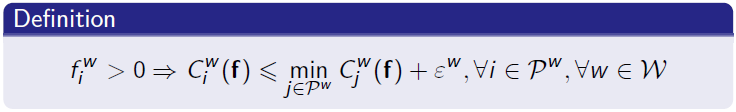 Definition
f_i^w > 0 ⇒ C_i^w(f) ⩽ min_{j∈𝒫^w} C_j^w(f) + ε^w, ∀i ∈ 𝒫^w, ∀w ∈ 𝒲